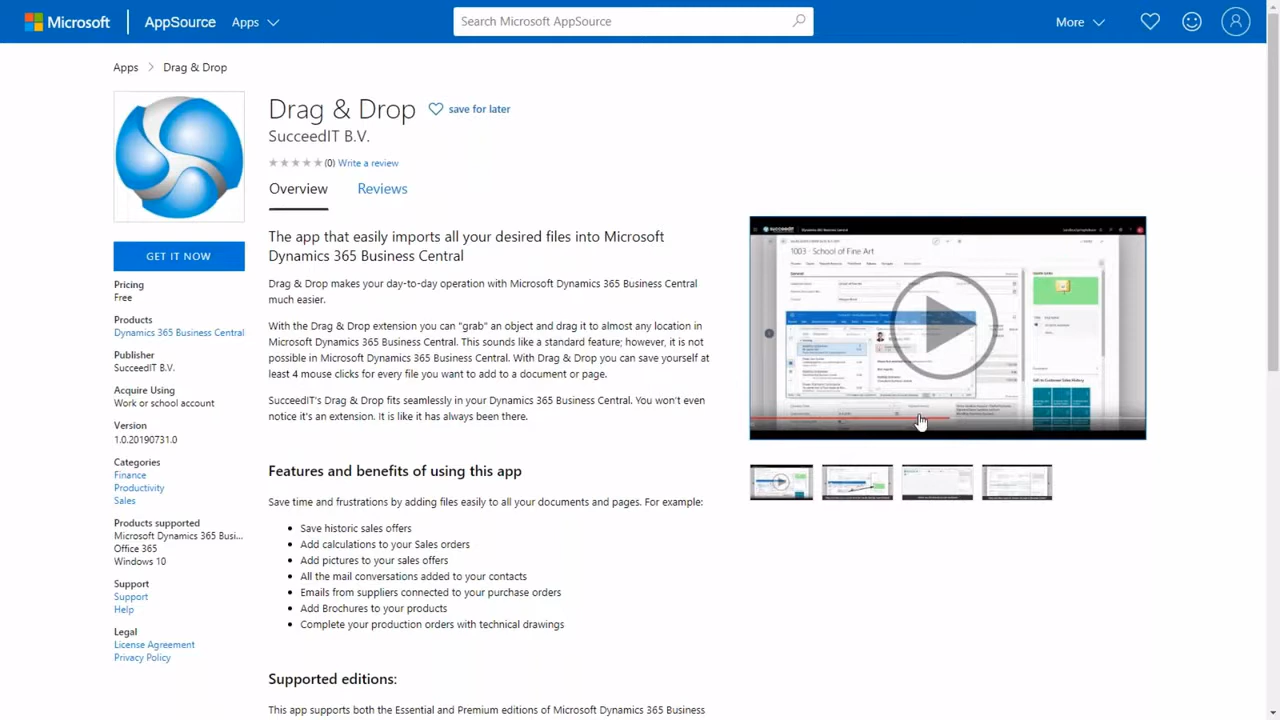 Microsoft
AppSource
Apps
Search Microsoft AppSource
More
Apps
Drag & Drop
Drag & Drop
save for later
SucceedIT B.V.
(0) Write a review
Overview
Reviews
GET IT NOW
Pricing
Free
Products
Dynamics 365 Business Central
Publisher
SucceedIT B.V.
Acquire Using
Work or school account
Version
1.0.20190731.0
Categories
Finance
Productivity
Sales
Products supported
Microsoft Dynamics 365 Busi...
Office 365
Windows 10
Support
Support
Help
Legal
License Agreement
Privacy Policy
The app that easily imports all your desired files into Microsoft
Dynamics 365 Business Central
Drag & Drop makes your day-to-day operation with Microsoft Dynamics 365 Business Central
much easier.
With the Drag & Drop extension you can "grab" an object and drag it to almost any location in
Microsoft Dynamics 365 Business Central. This sounds like a standard feature; however, it is not
possible in Microsoft Dynamics 365 Business Central. With Drag & Drop you can save yourself at
least 4 mouse clicks for every file you want to add to a document or page.
SucceedIT's Drag & Drop fits seamlessly in your Dynamics 365 Business Central. You won't even
notice it's an add-on. It is like it has always been there.
Features and benefits of using this app
Save time and frustrations by adding files easily to all your documents and pages. For example:
Save historic sales offers
Add calculations to your Sales orders
Add pictures to your sales offers
All the mail conversations added to your contacts
Emails from suppliers connected to your purchase orders
Add Brochures to your products
Complete your production orders with technical drawings
Supported editions:
This app supports both the Essential and Premium editions of Microsoft Dynamics 365 Business
succeedIT
Dynamics 365 Business Central
1003 · School of Fine Art